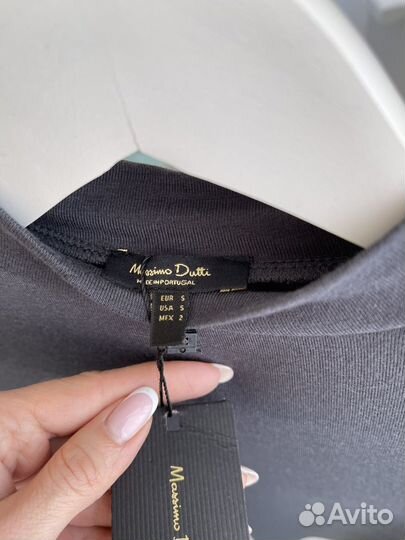 Massimo Dutti
MADE IN PORTUGAL
EUR S
USA S
MEX 2
Massimo
Avito